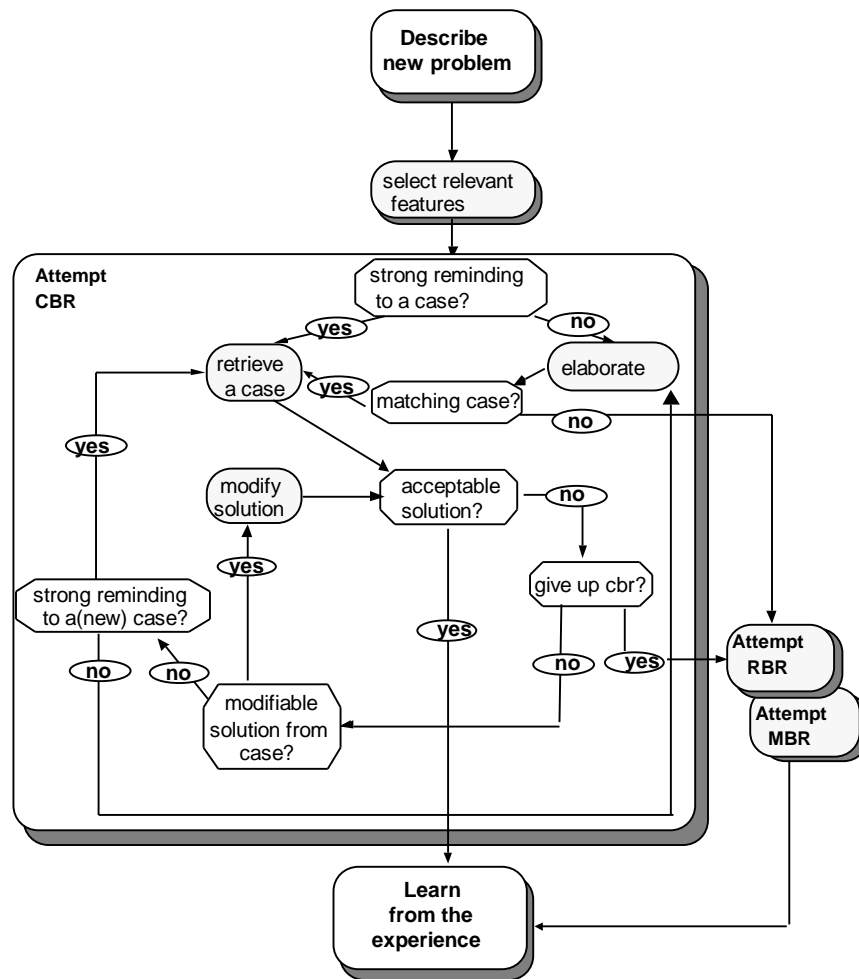 Describe
new problem
select relevant
features
Attempt
CBR
strong reminding
to a case?
yes
no
retrieve
a case
elaborate
yes
matching case?
no
yes
modify
solution
acceptable
solution?
no
yes
give up cbr?
strong reminding
to a(new) case?
yes
no
no
no
yes
Attempt
RBR
modifiable
solution from
case?
Attempt
MBR
Learn
from the
experience